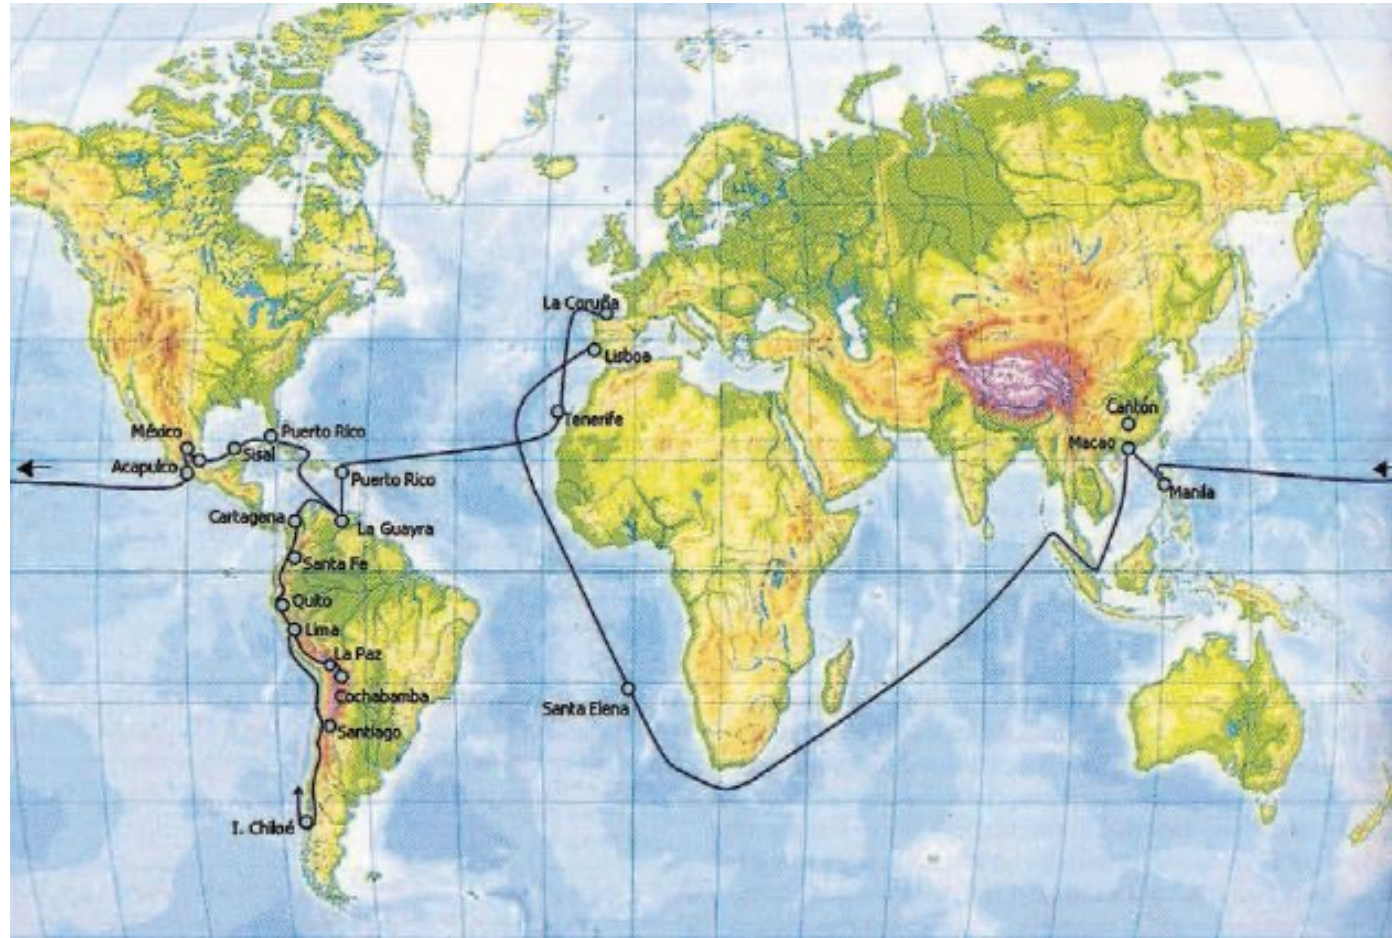 La Coruña
Lisboa
Tenerife
Cantón
México
Puerto Rico
Macao
Sisal
Acapulco
Puerto Rico
Manila
Cartagena
La Guayra
Santa Fe
Quito
Lima
La Paz
Cochabamba
Santa Elena
Santiago
I. Chiloé